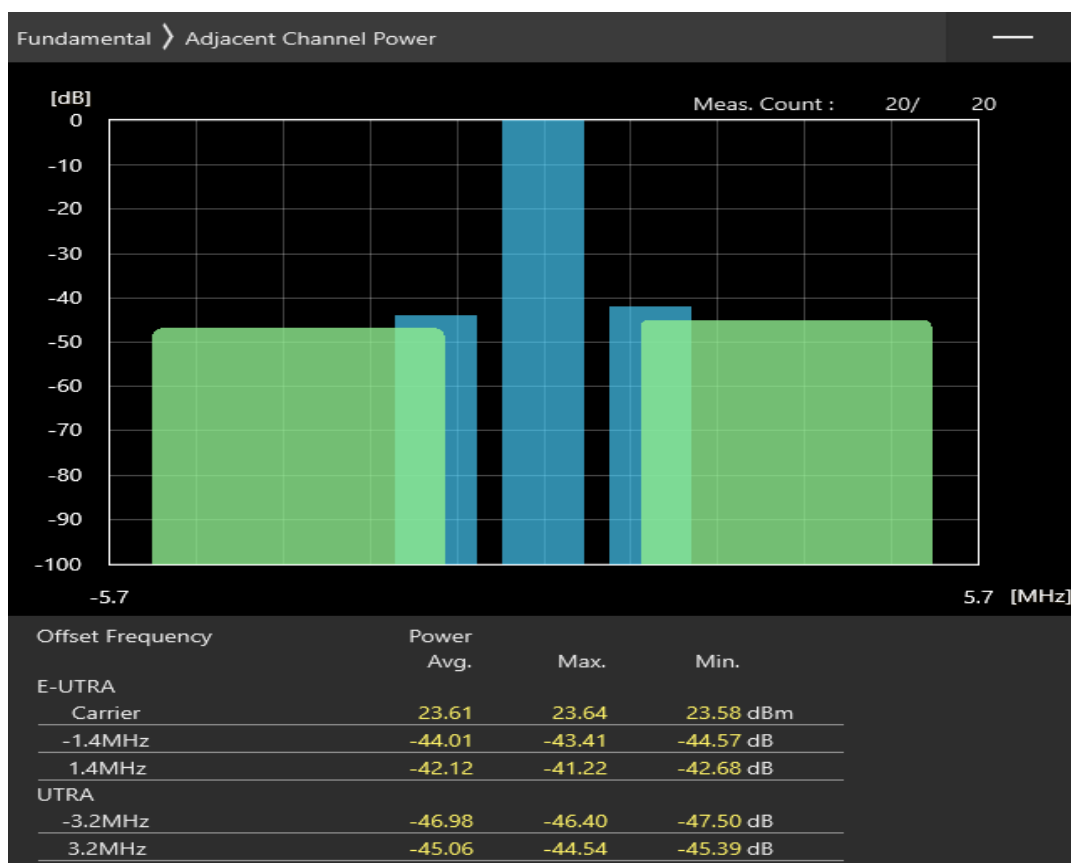 Fundamental ❯ Adjacent Channel Power
[dB]
Meas. Count : 20/ 20
0
-10
-20
-30
-40
-50
-60
-70
-80
-90
-100
-5.7 5.7 [MHz]
Offset Frequency Power
Avg. Max. Min.
E-UTRA
Carrier 23.61 23.64 23.58 dBm
-1.4MHz -44.01 -43.41 -44.57 dB
1.4MHz -42.12 -41.22 -42.68 dB
UTRA
-3.2MHz -46.98 -46.40 -47.50 dB
3.2MHz -45.06 -44.54 -45.39 dB